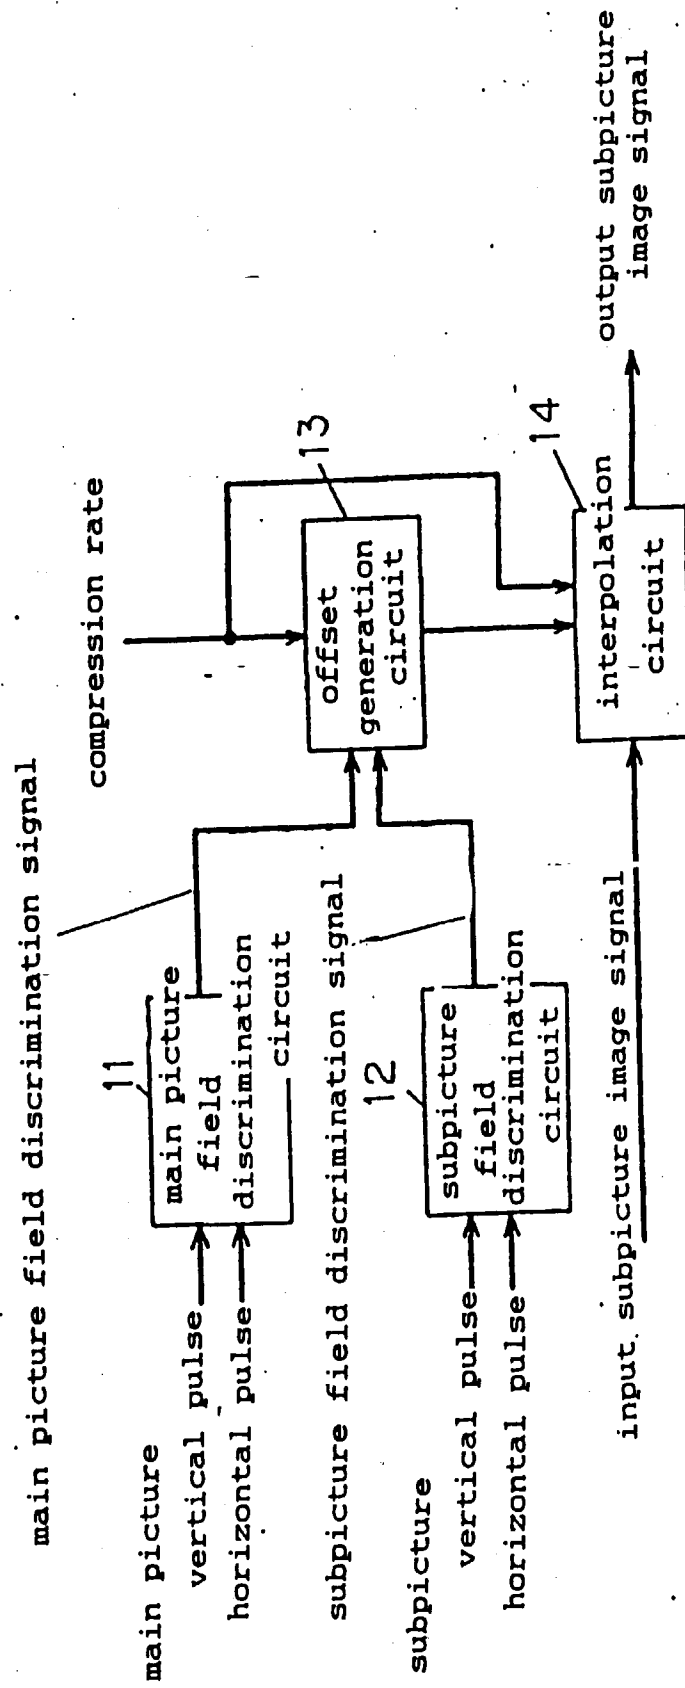 main picture field discrimination signal
compression rate
11
main picture
field
discrimination
circuit
main picture
vertical pulse
horizontal pulse
13
offset
generation
circuit
subpicture field discrimination signal
12
subpicture
field
discrimination
circuit
subpicture
vertical pulse
horizontal pulse
14
interpolation
circuit
input subpicture image signal
output subpicture
image signal